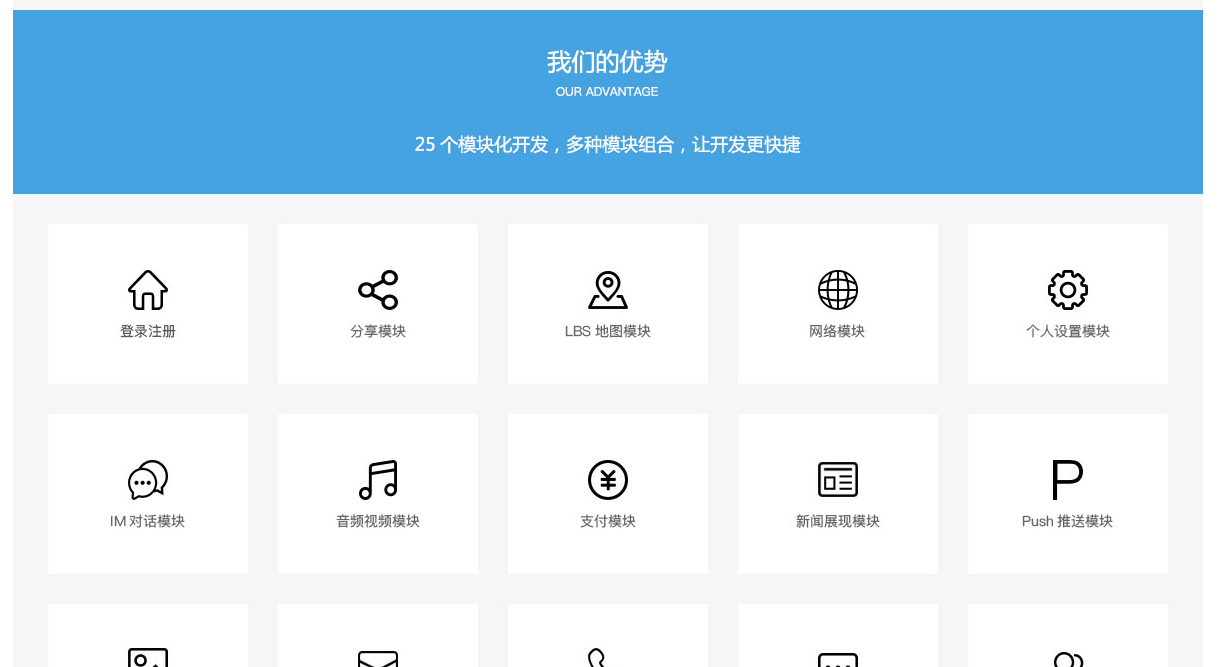 我们的优势
OUR ADVANTAGE
25 个模块化开发，多种模块组合，让开发更快捷
登录注册
分享模块
LBS 地图模块
网络模块
个人设置模块
IM 对话模块
音频视频模块
支付模块
新闻展现模块
Push 推送模块